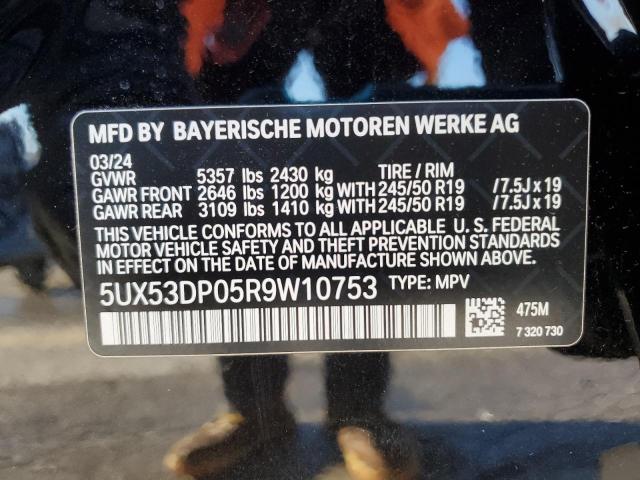 MFD BY BAYERISCHE MOTOREN WERKE AG
03/24
GVWR 5357 lbs 2430 kg TIRE / RIM
GAWR FRONT 2646 lbs 1200 kg WITH 245/50 R19 /7.5J x 19
GAWR REAR 3109 lbs 1410 kg WITH 245/50 R19 /7.5J x 19
THIS VEHICLE CONFORMS TO ALL APPLICABLE U. S. FEDERAL
MOTOR VEHICLE SAFETY AND THEFT PREVENTION STANDARDS
IN EFFECT ON THE DATE OF MANUFACTURE SHOWN ABOVE.
5UX53DP05R9W10753 TYPE: MPV
475M
7 320 730